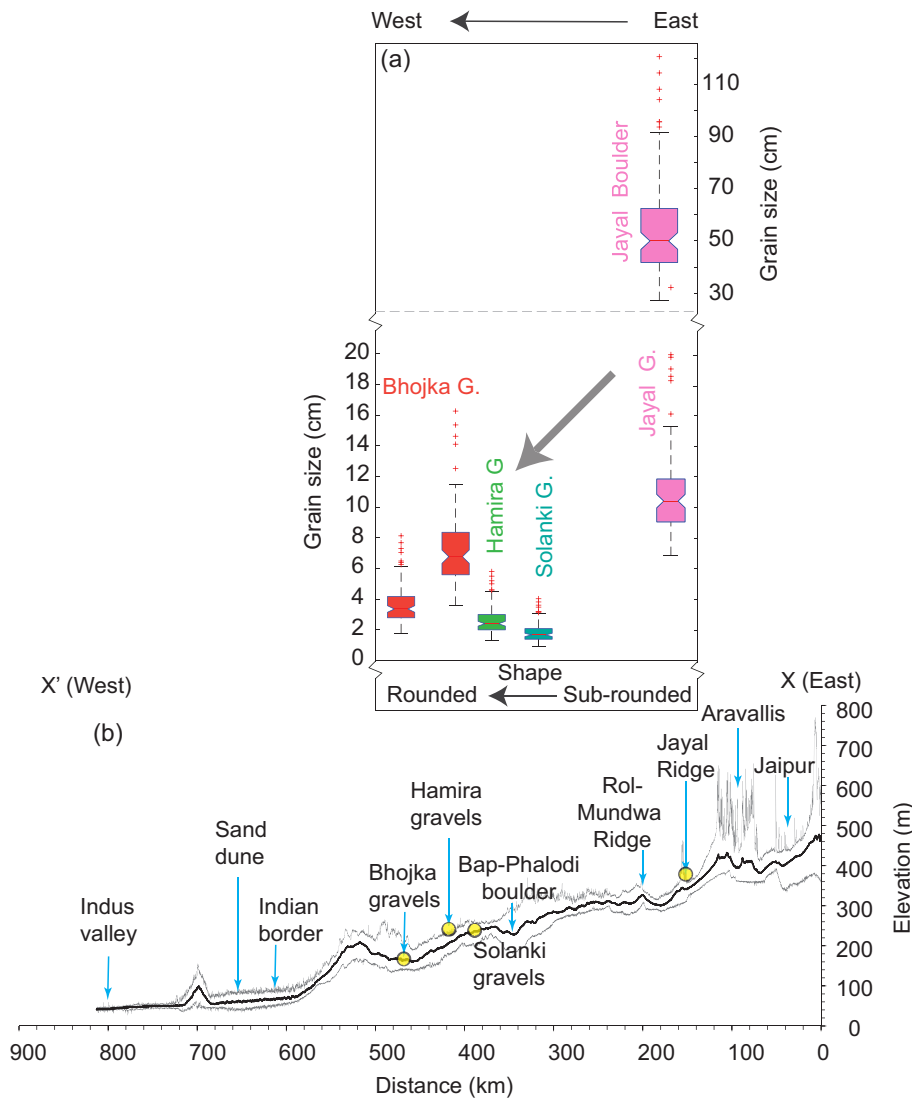 West East
(a)
Jayal Boulder
110
90
70
50
30
Grain size (cm)
20
18
16
14
12
10
8
6
4
2
0
Grain size (cm)
Bhojka G.
Hamira G
Solanki G.
Jayal G.
Shape
Rounded Sub-rounded
X’ (West) X (East)
(b)
Aravallis
Jayal
Ridge
Jaipur
Hamira
gravels
Rol-
Mundwa
Ridge
Sand
dune
Bhojka
gravels
Bap-Phalodi
boulder
Indus
valley
Indian
border
Solanki
gravels
800
700
600
500
400
300
200
100
0
Elevation (m)
900 800 700 600 500 400 300 200 100 0
Distance (km)